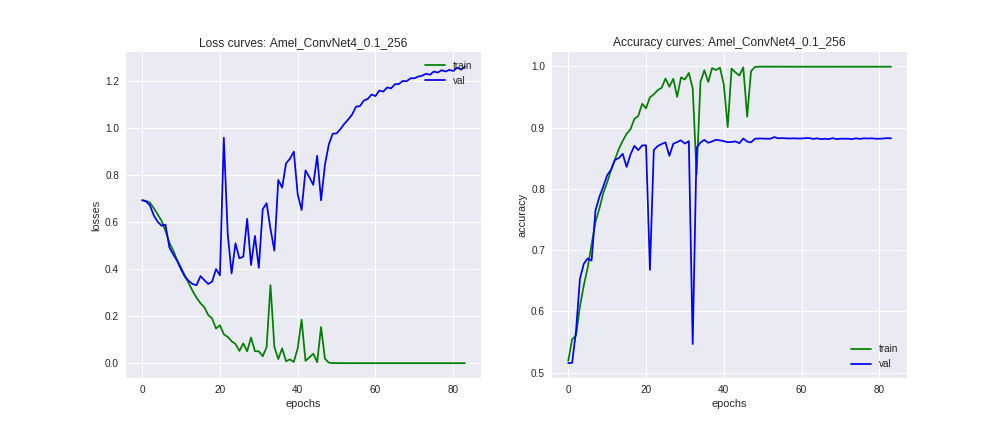 Loss curves: Amel_ConvNet4_0.1_256
train
val
1.2
1.0
0.8
0.6
0.4
0.2
0.0
losses
0
20
40
60
80
epochs
Accuracy curves: Amel_ConvNet4_0.1_256
1.0
0.9
0.8
0.7
0.6
0.5
accuracy
train
val
0
20
40
60
80
epochs